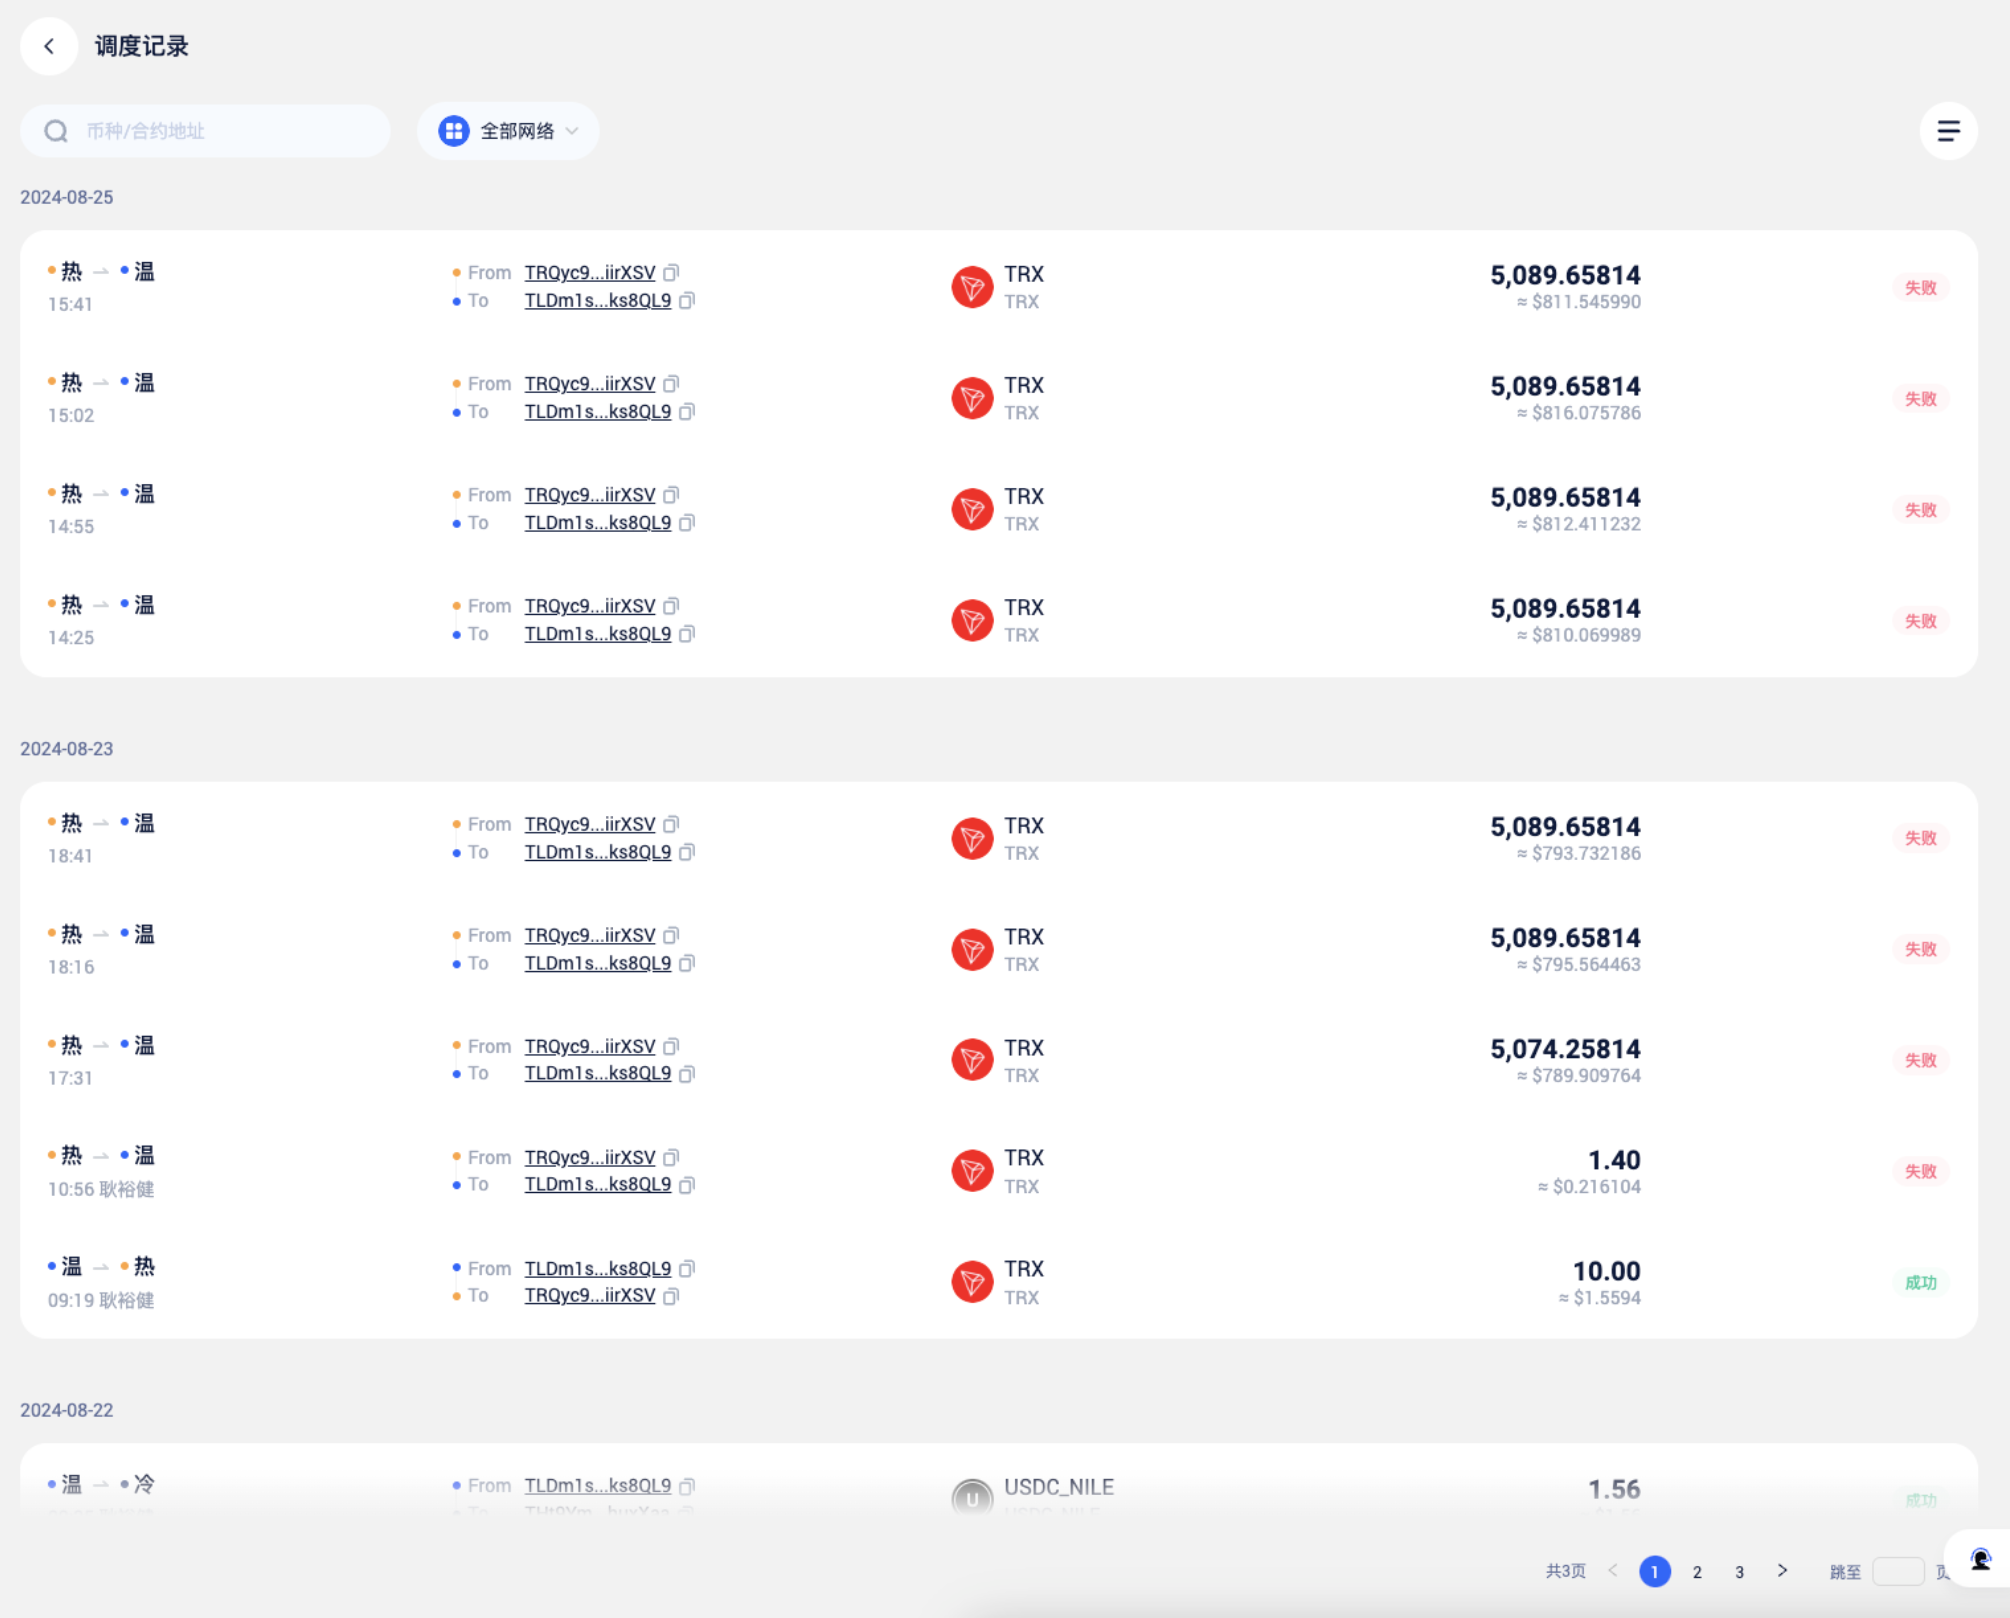 调度记录
币种/合约地址
全部网络
2024-08-25
热 → 温
15:41
From TRQyc9...iirXSV
To TLDm1s...ks8QL9
TRX
TRX
5,089.65814
≈ $811.545990
失败
热 → 温
15:02
From TRQyc9...iirXSV
To TLDm1s...ks8QL9
TRX
TRX
5,089.65814
≈ $816.075786
失败
热 → 温
14:55
From TRQyc9...iirXSV
To TLDm1s...ks8QL9
TRX
TRX
5,089.65814
≈ $812.411232
失败
热 → 温
14:25
From TRQyc9...iirXSV
To TLDm1s...ks8QL9
TRX
TRX
5,089.65814
≈ $810.069989
失败
2024-08-23
热 → 温
18:41
From TRQyc9...iirXSV
To TLDm1s...ks8QL9
TRX
TRX
5,089.65814
≈ $793.732186
失败
热 → 温
18:16
From TRQyc9...iirXSV
To TLDm1s...ks8QL9
TRX
TRX
5,089.65814
≈ $795.564463
失败
热 → 温
17:31
From TRQyc9...iirXSV
To TLDm1s...ks8QL9
TRX
TRX
5,074.25814
≈ $789.909764
失败
热 → 温
10:56 耿裕健
From TRQyc9...iirXSV
To TLDm1s...ks8QL9
TRX
TRX
1.40
≈ $0.216104
失败
温 → 热
09:19 耿裕健
From TLDm1s...ks8QL9
To TRQyc9...iirXSV
TRX
TRX
10.00
≈ $1.5594
成功
2024-08-22
温 → 冷
From TLDm1s...ks8QL9
To
U
USDC_NILE
USDC_NILE
1.56
成功
共3页 < 1 2 3 > 跳至